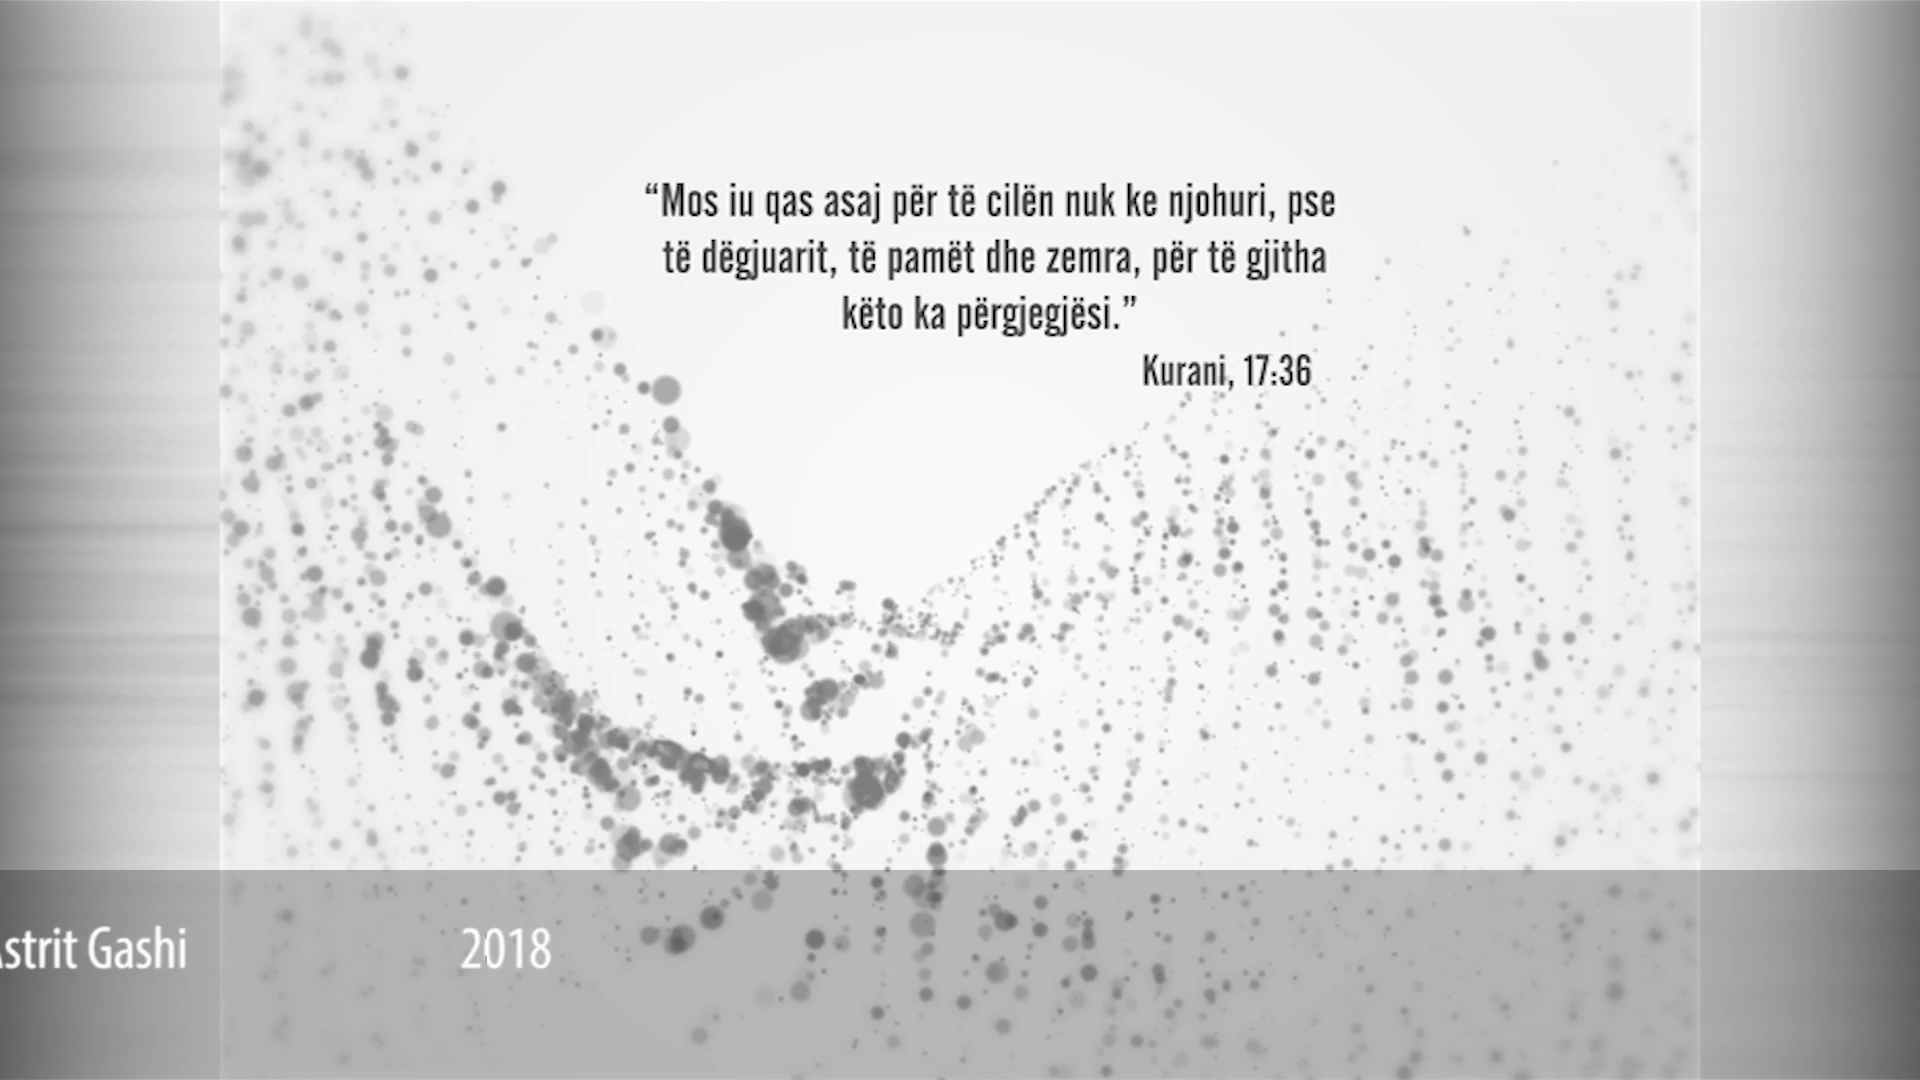 “Mos iu qas asaj për të cilën nuk ke njohuri, pse
të dëgjuarit, të pamët dhe zemra, për të gjitha
këto ka përgjegjësi.”
Kurani, 17:36
strit Gashi 2018